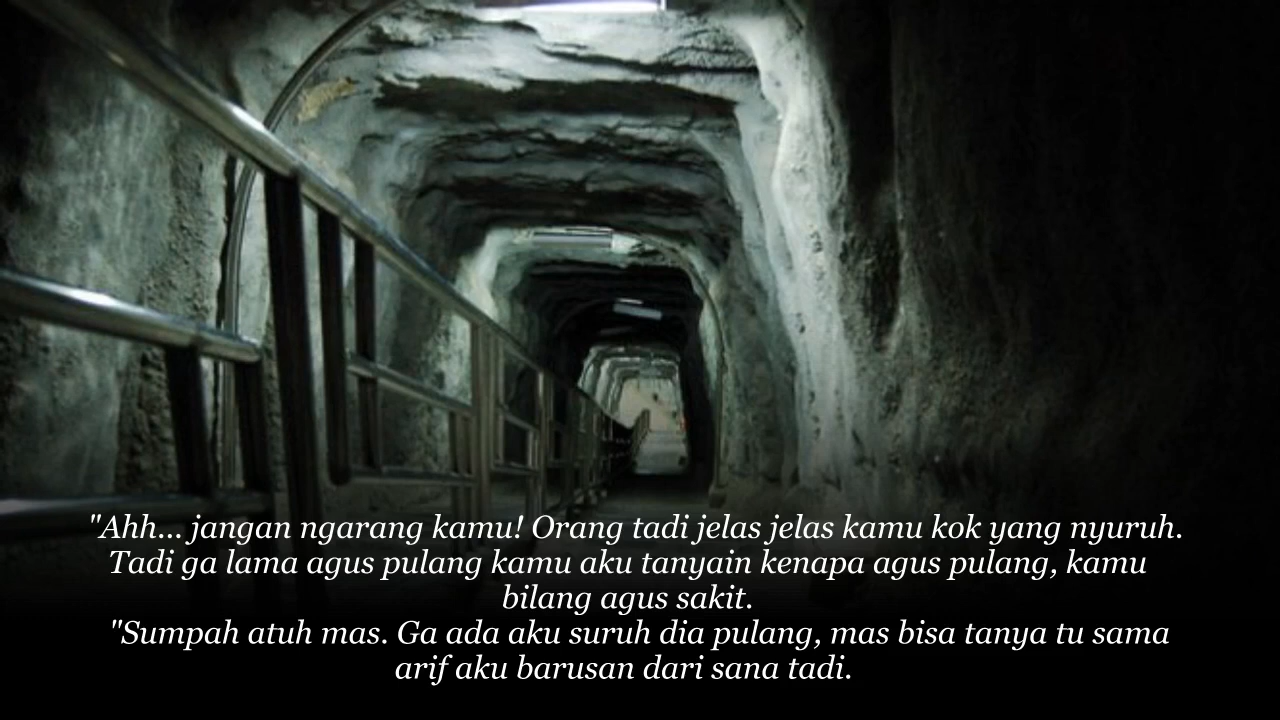 "Ahh... jangan ngarang kamu! Orang tadi jelas jelas kamu kok yang nyuruh.
Tadi ga lama agus pulang kamu aku tanyain kenapa agus pulang, kamu
bilang agus sakit.
"Sumpah atuh mas. Ga ada aku suruh dia pulang, mas bisa tanya tu sama
arif aku barusan dari sana tadi.